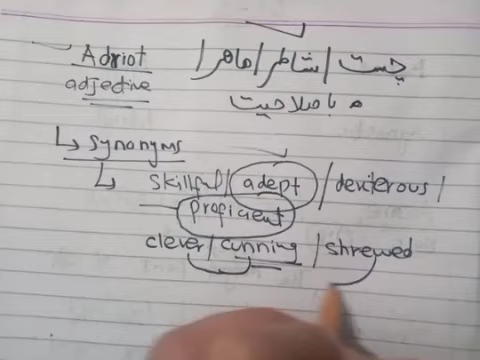 Adriot چست / شاطر / ماہر /
adjective با صلاحیت
↳ synonyms
↳ skillful / adept / dexterous /
proficient
clever / cunning / shrewed